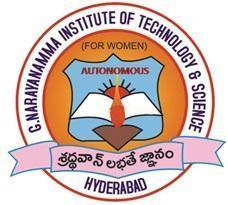 G.NARAYANAMMA INSTITUTE OF TECHNOLOGY & SCIENCE
(FOR WOMEN)
AUTONOMOUS
శ్రద్ధావాన్ లభతే జ్ఞానం
HYDERABAD